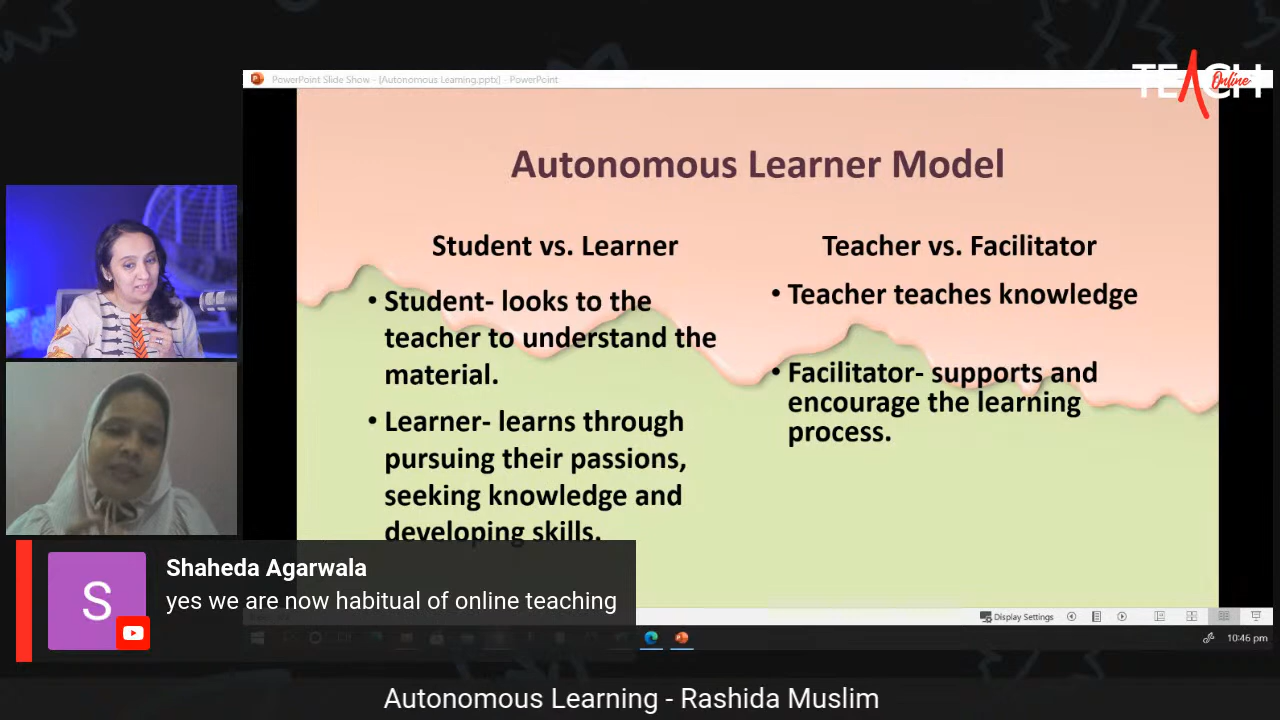 PowerPoint Slide Show - [Autonomous Learning.pptx] - PowerPoint
TEACH
Online
Autonomous Learner Model
Student vs. Learner
• Student- looks to the
teacher to understand the
material.
• Learner- learns through
pursuing their passions,
seeking knowledge and
developing skills.
Teacher vs. Facilitator
• Teacher teaches knowledge
• Facilitator- supports and
encourage the learning
process.
S
Shaheda Agarwala
yes we are now habitual of online teaching
Display Settings
10:46 pm
Autonomous Learning - Rashida Muslim